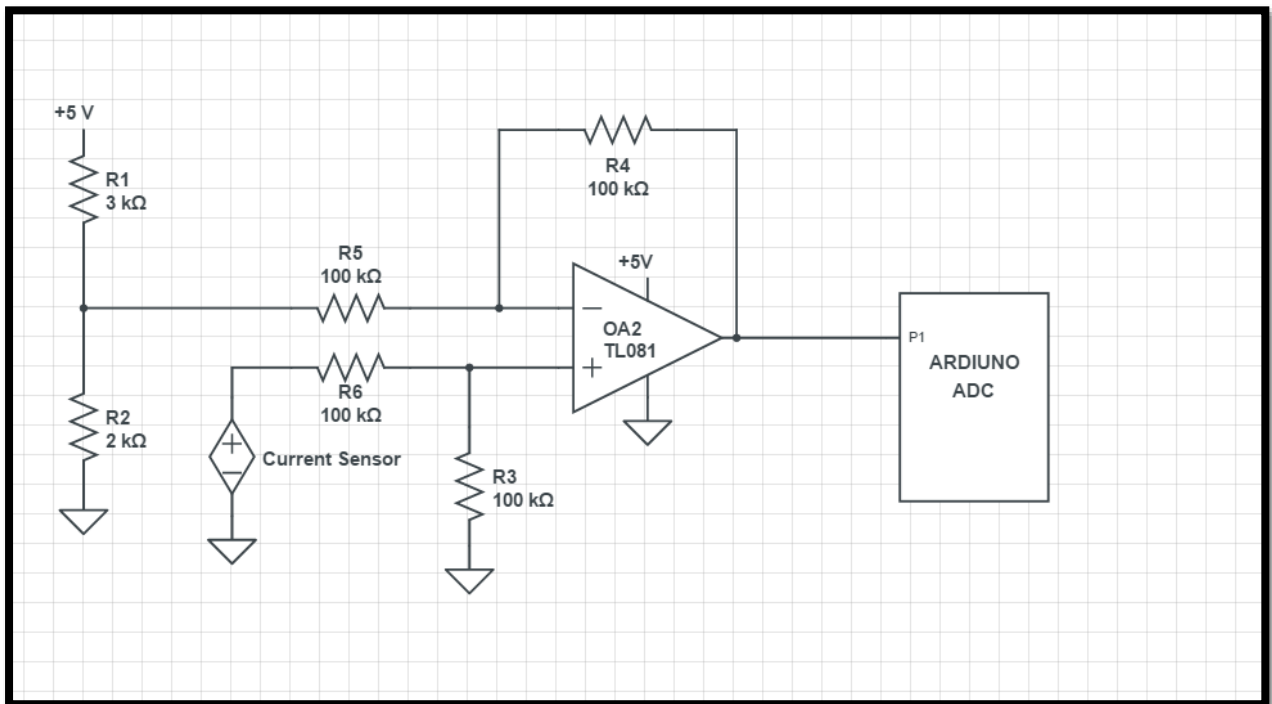 +5 V
R1
3 kΩ
R4
100 kΩ
R5
100 kΩ
+5V
OA2
TL081
P1
ARDIUNO
ADC
R6
100 kΩ
R2
2 kΩ
Current Sensor
R3
100 kΩ